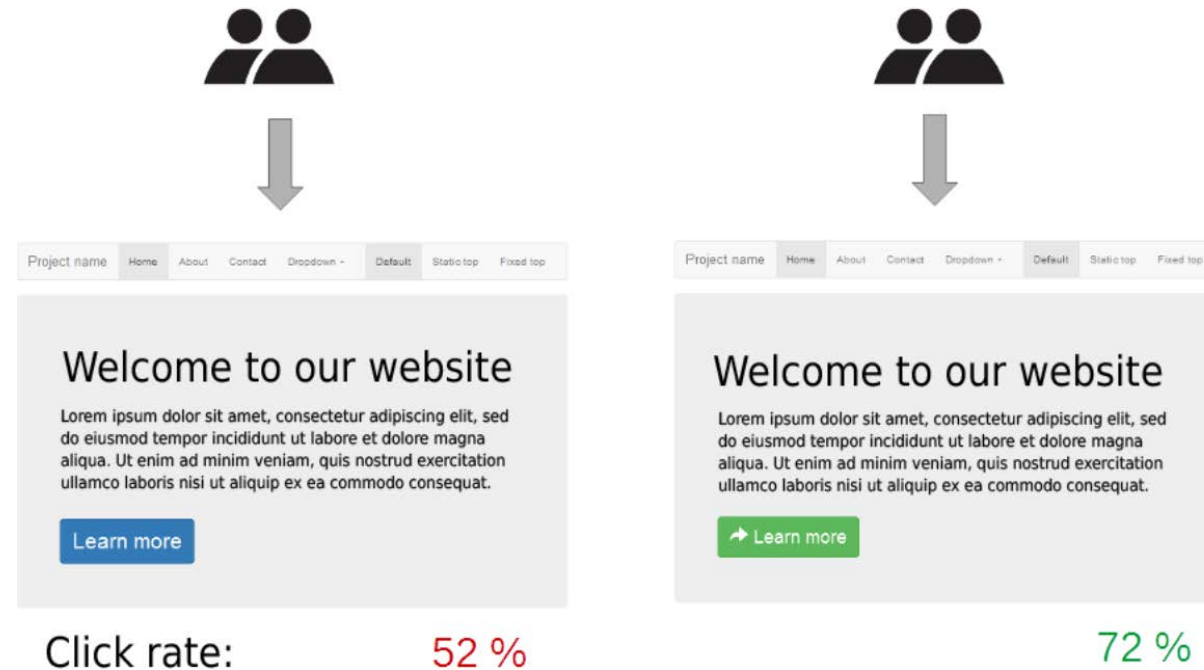 Project name Home About Contact Dropdown Default Static top Fixed top
Welcome to our website
Lorem ipsum dolor sit amet, consectetur adipiscing elit, sed
do eiusmod tempor incididunt ut labore et dolore magna
aliqua. Ut enim ad minim veniam, quis nostrud exercitation
ullamco laboris nisi ut aliquip ex ea commodo consequat.
Learn more
Click rate: 52 %
Project name Home About Contact Dropdown Default Static top Fixed top
Welcome to our website
Lorem ipsum dolor sit amet, consectetur adipiscing elit, sed
do eiusmod tempor incididunt ut labore et dolore magna
aliqua. Ut enim ad minim veniam, quis nostrud exercitation
ullamco laboris nisi ut aliquip ex ea commodo consequat.
Learn more
72 %